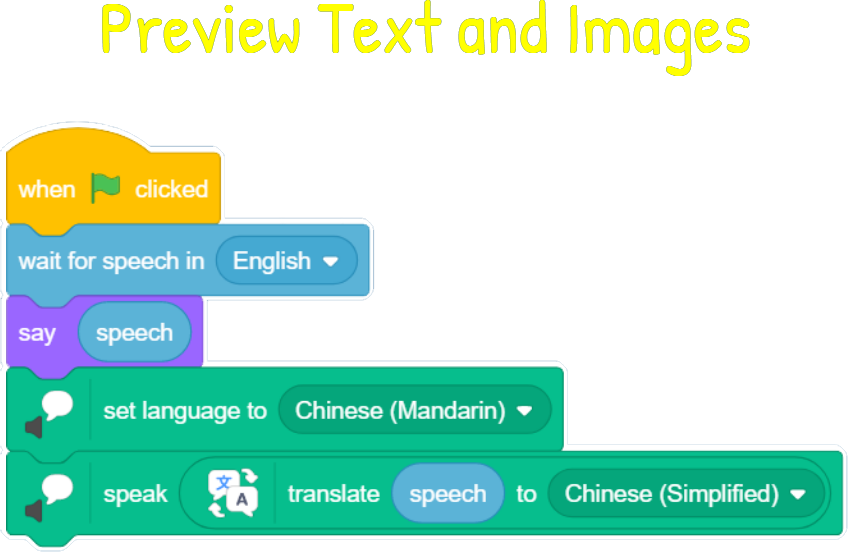 Preview Text and Images
when clicked
wait for speech in English
say speech
set language to Chinese (Mandarin)
speak 文 A translate speech to Chinese (Simplified)